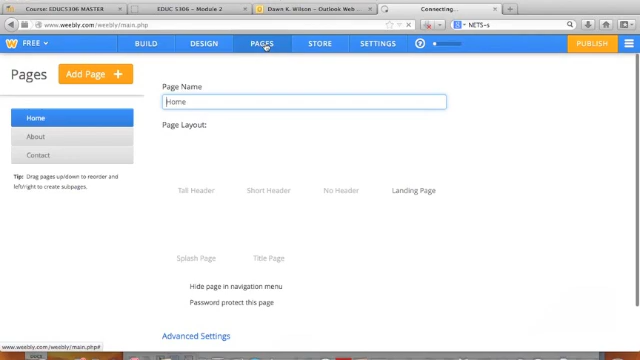 Course: EDUC5306 MASTER
EDUC 5306 – Module 2
Dawn K. Wilson – Outlook Web ...
Connecting...
www.weebly.com/weebly/main.php
NETS-s
FREE
BUILD
DESIGN
PAGES
STORE
SETTINGS
PUBLISH
Pages
Add Page +
Home
About
Contact
Tip: Drag pages up/down to reorder and
left/right to create subpages.
Page Name
Home
Page Layout:
Tall Header
Short Header
No Header
Landing Page
Splash Page
Title Page
Hide page in navigation menu
Password protect this page
Advanced Settings
www.weebly.com/weebly/main.php#